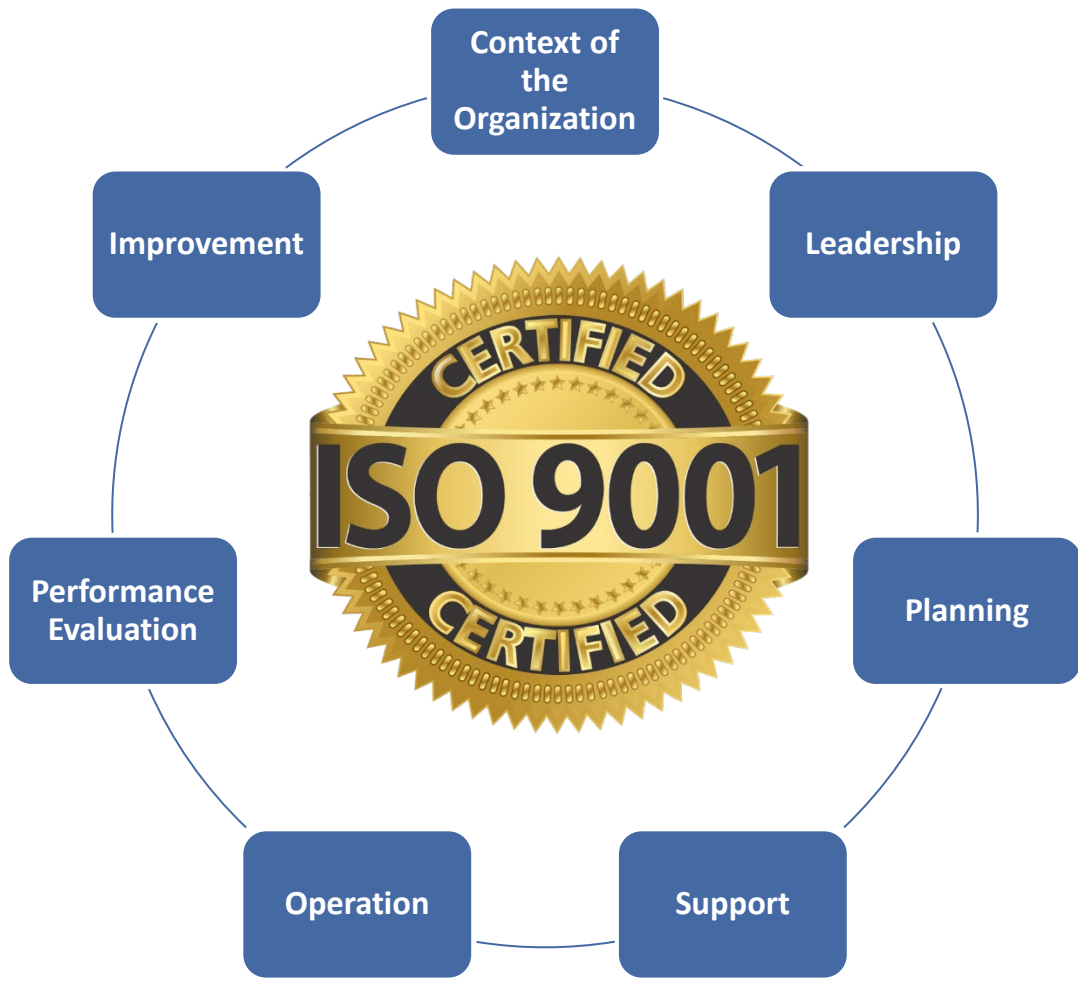 Context of
the
Organization
Improvement
Leadership
CERTIFIED
ISO 9001
CERTIFIED
Performance
Evaluation
Planning
Operation
Support